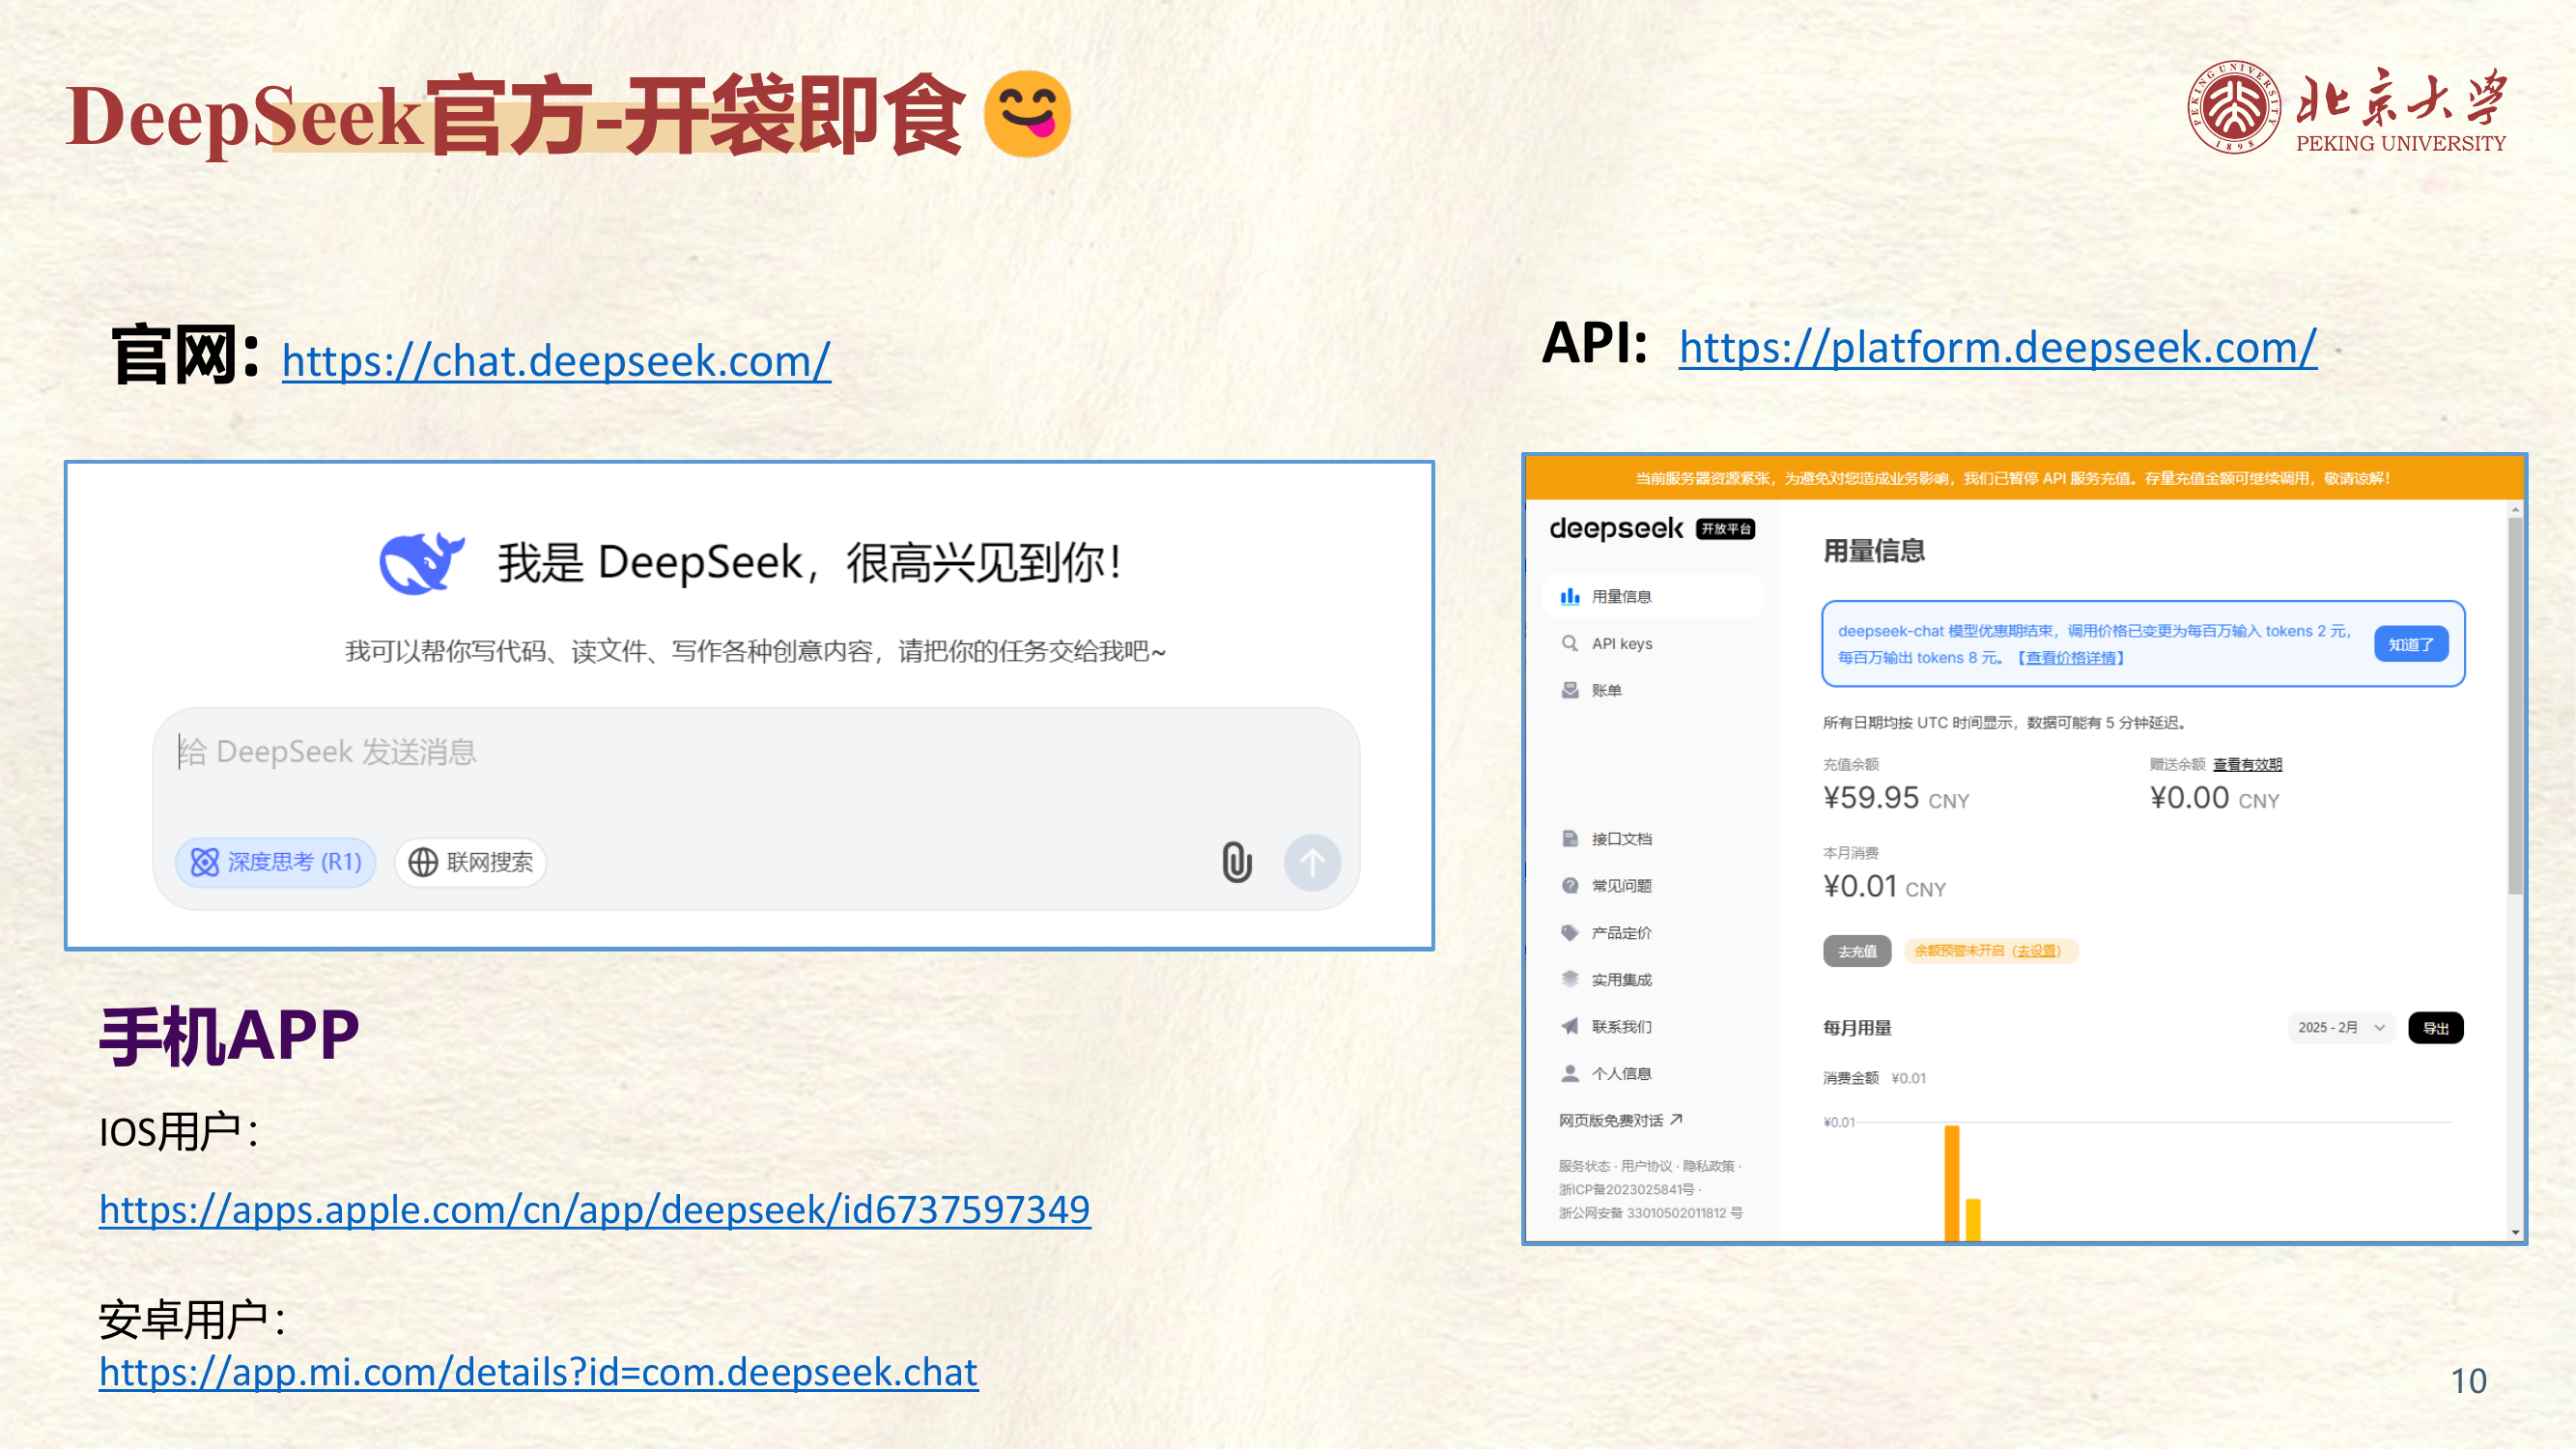 DeepSeek官方-开袋即食😋
PEKING UNIVERSITY
1898
北京大学
PEKING UNIVERSITY
官网: https://chat.deepseek.com/
我是 DeepSeek，很高兴见到你！
我可以帮你写代码、读文件、写作各种创意内容，请把你的任务交给我吧~
给 DeepSeek 发送消息
深度思考 (R1) 联网搜索
手机APP
IOS用户：
https://apps.apple.com/cn/app/deepseek/id6737597349
安卓用户：
https://app.mi.com/details?id=com.deepseek.chat
API: https://platform.deepseek.com/
当前服务器资源紧张，为避免对您造成业务影响，我们已暂停 API 服务充值。存量充值金额可继续调用，敬请谅解！
deepseek 开放平台
用量信息
API keys
账单
接口文档
常见问题
产品定价
实用集成
联系我们
个人信息
网页版免费对话
服务状态 · 用户协议 · 隐私政策 ·
浙ICP备2023025841号 ·
浙公网安备 33010502011812 号
用量信息
deepseek-chat 模型优惠期结束，调用价格已变更为每百万输入 tokens 2 元，
每百万输出 tokens 8 元。【查看价格详情】
知道了
所有日期均按 UTC 时间显示，数据可能有 5 分钟延迟。
充值余额
¥59.95 CNY
赠送余额 查看有效期
¥0.00 CNY
本月消费
¥0.01 CNY
去充值 余额预警未开启（去设置）
每月用量 2025 - 2月 导出
消费金额 ¥0.01
¥0.01
10